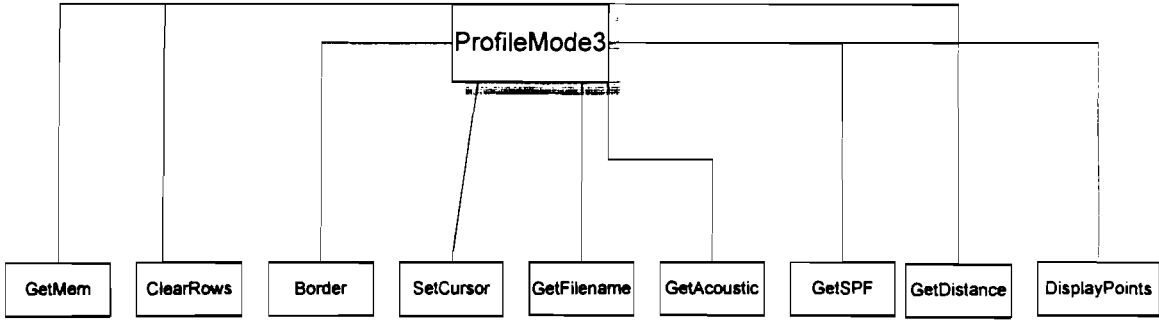 ProfileMode3
GetMem
ClearRows
Border
SetCursor
GetFilename
GetAcoustic
GetSPF
GetDistance
DisplayPoints